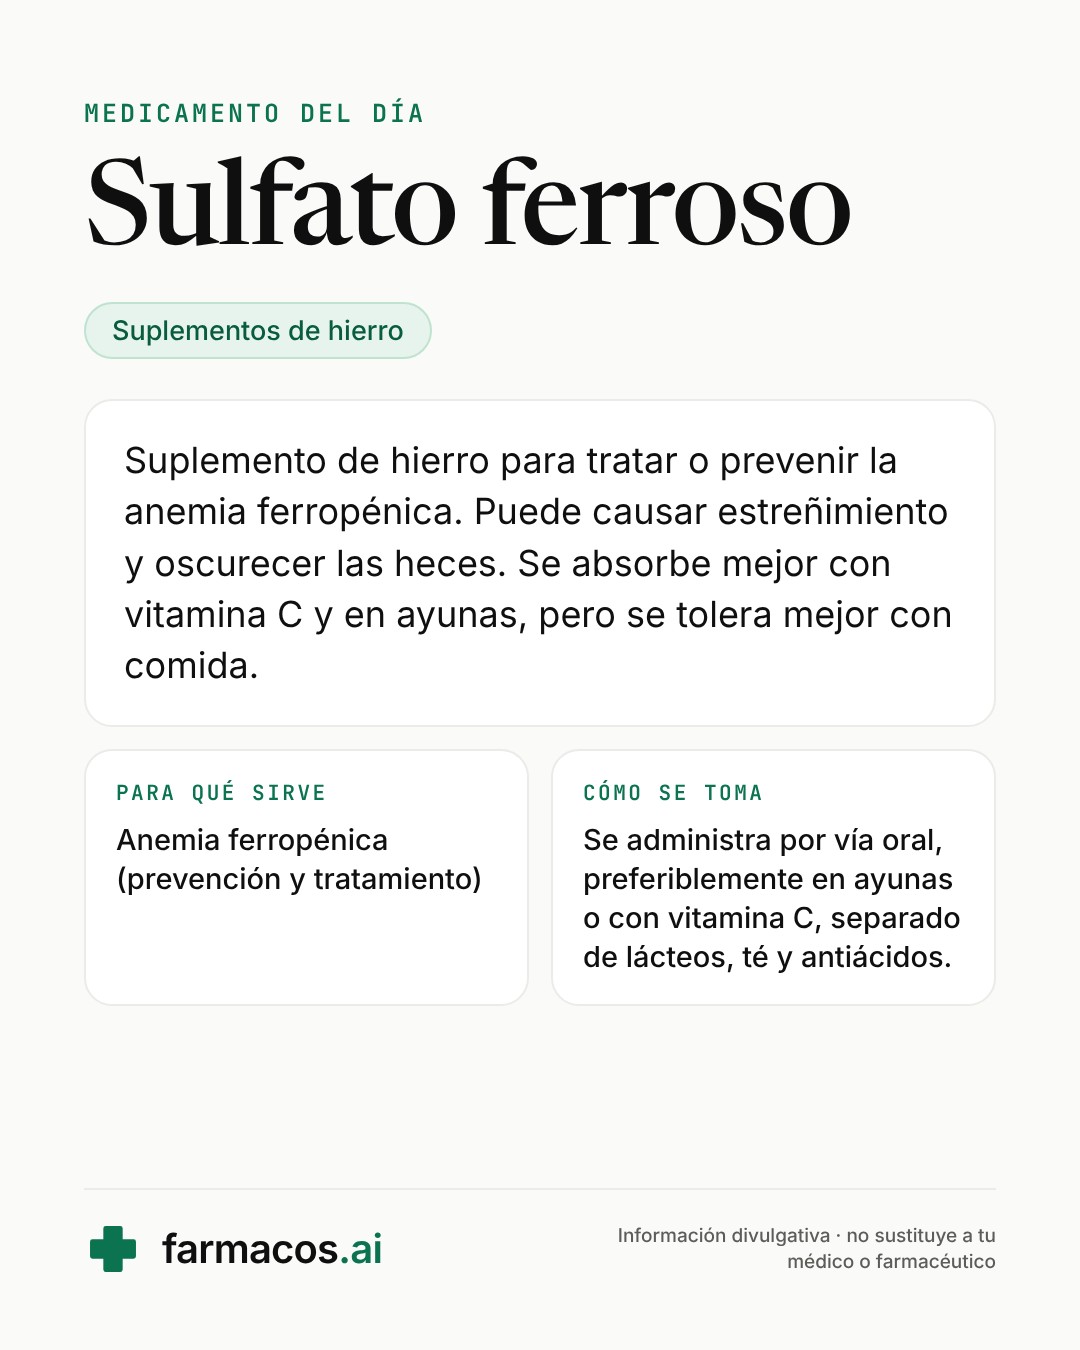 MEDICAMENTO DEL DÍA
Sulfato ferroso
Suplementos de hierro
Suplemento de hierro para tratar o prevenir la
anemia ferropénica. Puede causar estreñimiento
y oscurecer las heces. Se absorbe mejor con
vitamina C y en ayunas, pero se tolera mejor con
comida.
PARA QUÉ SIRVE
Anemia ferropénica
(prevención y tratamiento)
CÓMO SE TOMA
Se administra por vía oral,
preferiblemente en ayunas
o con vitamina C, separado
de lácteos, té y antiácidos.
farmacos.ai
Información divulgativa · no sustituye a tu
médico o farmacéutico